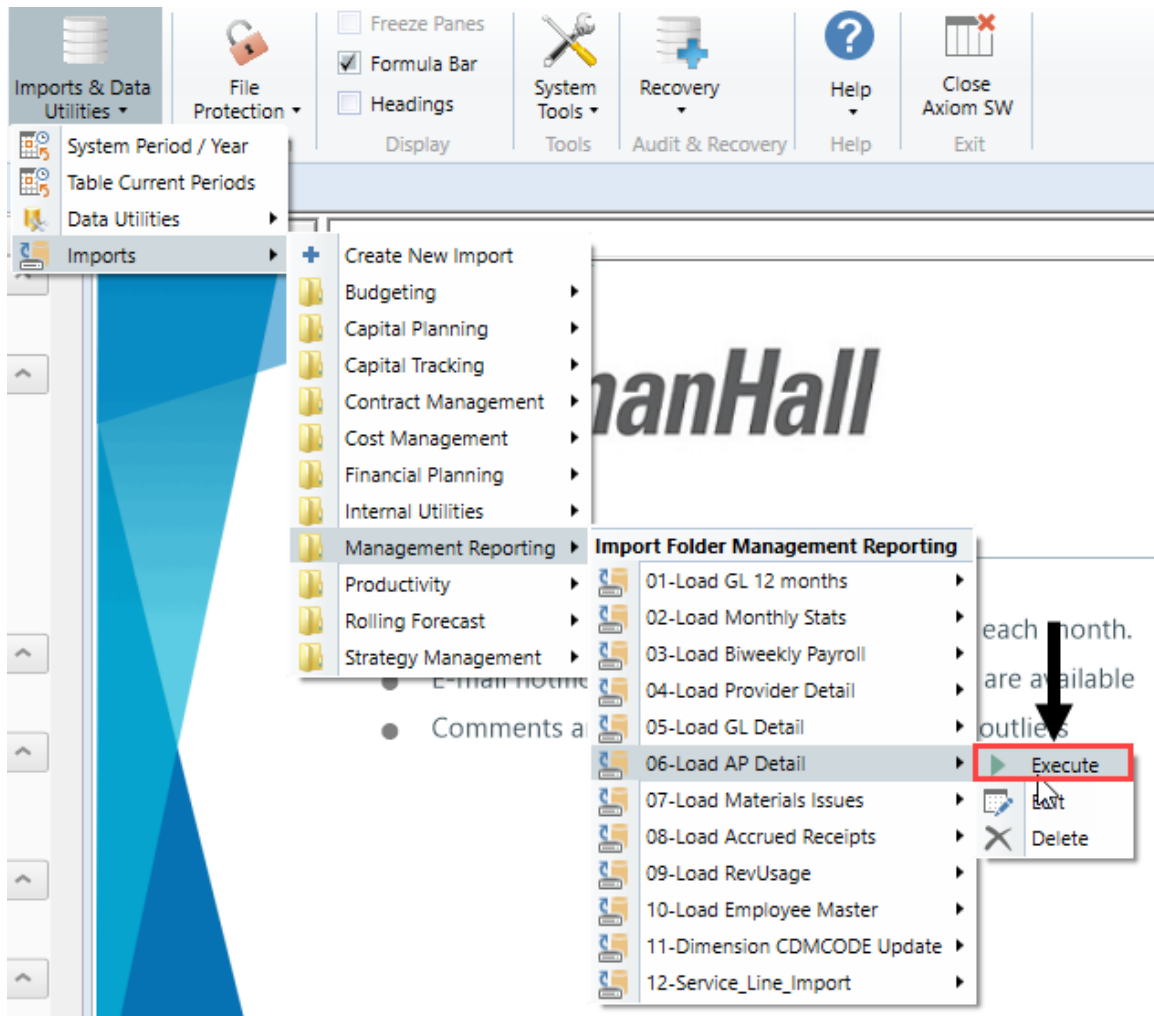 Imports & Data
Utilities
File
Protection
Freeze Panes
Formula Bar
Headings
Display
System
Tools
Tools
Recovery
Audit & Recovery
Help
Help
Close
Axiom SW
Exit
System Period / Year
Table Current Periods
Data Utilities
Imports
Create New Import
Budgeting
Capital Planning
Capital Tracking
Contract Management
Cost Management
Financial Planning
Internal Utilities
Management Reporting
Productivity
Rolling Forecast
Strategy Management
manHall
Import Folder Management Reporting
01-Load GL 12 months
02-Load Monthly Stats
03-Load Biweekly Payroll
04-Load Provider Detail
05-Load GL Detail
06-Load AP Detail
07-Load Materials Issues
08-Load Accrued Receipts
09-Load RevUsage
10-Load Employee Master
11-Dimension CDMCODE Update
12-Service_Line_Import
Execute
Edit
Delete
each month.
E-mail are available
Comments outliers